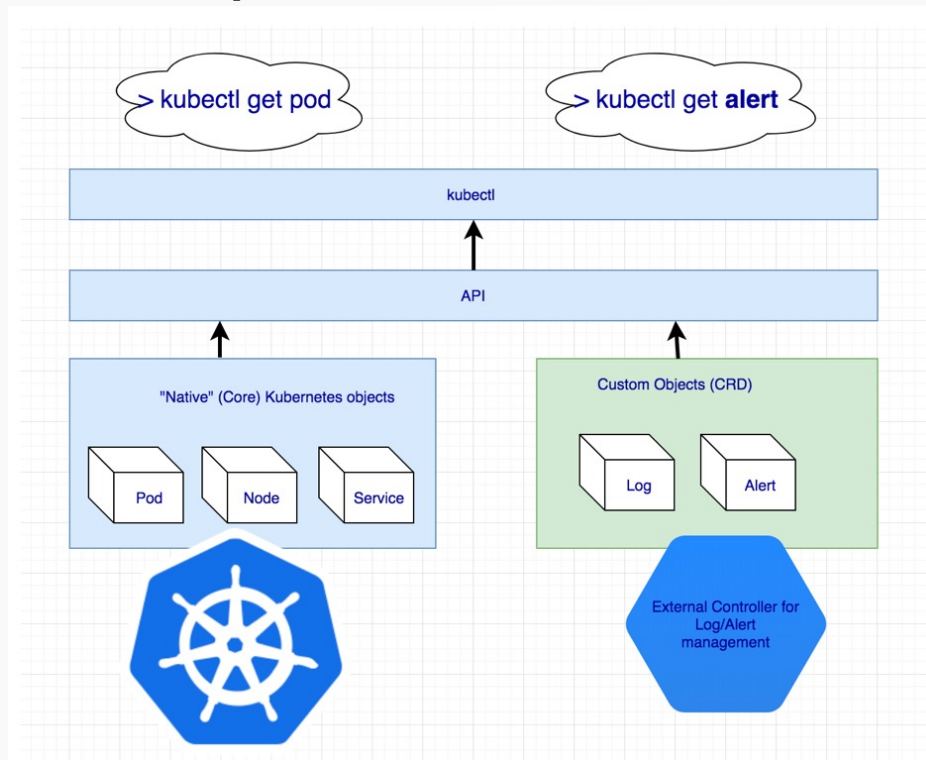 > kubectl get pod
> kubectl get alert
kubectl
API
"Native" (Core) Kubernetes objects
Pod
Node
Service
Custom Objects (CRD)
Log
Alert
External Controller for
Log/Alert
management